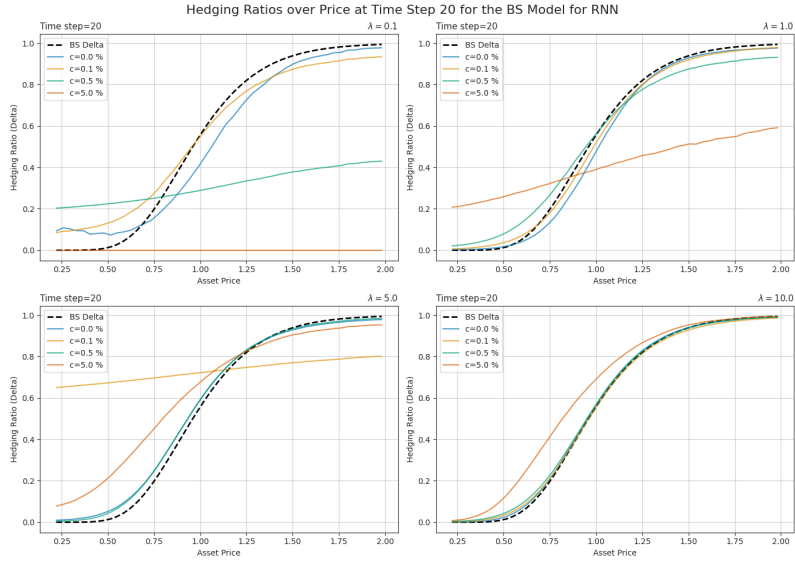 Hedging Ratios over Price at Time Step 20 for the BS Model for RNN
Time step=20
λ = 0.1
BS Delta
c=0.0 %
c=0.1 %
c=0.5 %
c=5.0 %
Hedging Ratio (Delta)
1.0
0.8
0.6
0.4
0.2
0.0
0.25 0.50 0.75 1.00 1.25 1.50 1.75 2.00
Asset Price
Time step=20
λ = 1.0
BS Delta
c=0.0 %
c=0.1 %
c=0.5 %
c=5.0 %
Hedging Ratio (Delta)
1.0
0.8
0.6
0.4
0.2
0.0
0.25 0.50 0.75 1.00 1.25 1.50 1.75 2.00
Asset Price
Time step=20
λ = 5.0
BS Delta
c=0.0 %
c=0.1 %
c=0.5 %
c=5.0 %
Hedging Ratio (Delta)
1.0
0.8
0.6
0.4
0.2
0.0
0.25 0.50 0.75 1.00 1.25 1.50 1.75 2.00
Asset Price
Time step=20
λ = 10.0
BS Delta
c=0.0 %
c=0.1 %
c=0.5 %
c=5.0 %
Hedging Ratio (Delta)
1.0
0.8
0.6
0.4
0.2
0.0
0.25 0.50 0.75 1.00 1.25 1.50 1.75 2.00
Asset Price